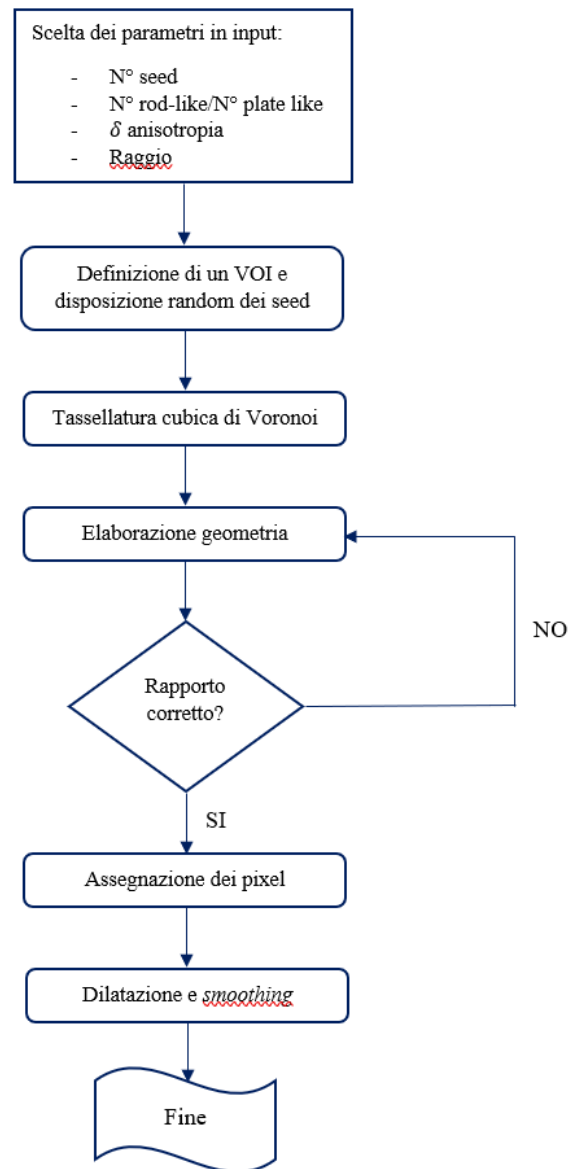 Scelta dei parametri in input:
- N° seed
- N° rod-like/N° plate like
- δ anisotropia
- Raggio
Definizione di un VOI e
disposizione random dei seed
Tassellatura cubica di Voronoi
Elaborazione geometria
Rapporto
corretto?
NO
SI
Assegnazione dei pixel
Dilatazione e smoothing
Fine